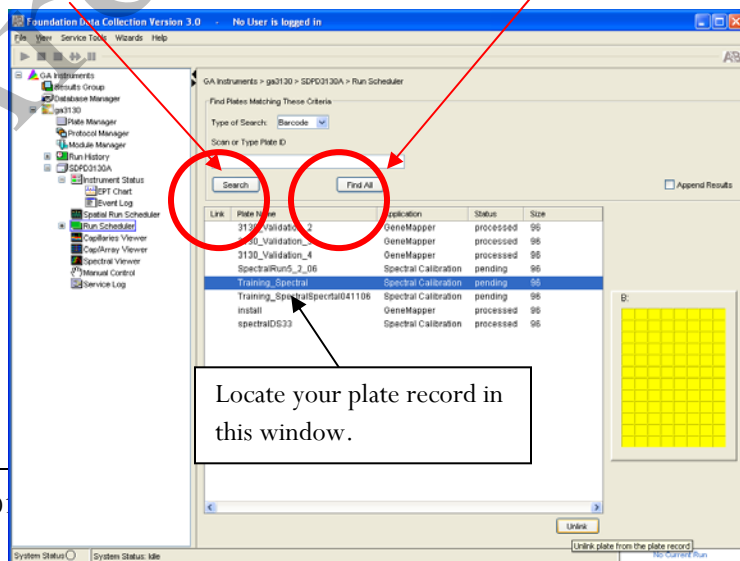 Foundation Data Collection Version 3.0 - No User is logged in
File View Service Tools Wizards Help
AB
GA Instruments
Results Group
Database Manager
ga3130
Plate Manager
Protocol Manager
Module Manager
Run History
SDPD3130A
Instrument Status
EPT Chart
Event Log
Spatial Run Scheduler
Run Scheduler
Capillaries Viewer
Cap/Array Viewer
Spectral Viewer
Manual Control
Service Log
GA Instruments > ga3130 > SDPD3130A > Run Scheduler
Find Plates Matching These Criteria
Type of Search: Barcode
Scan or Type Plate ID
Search Find All Append Results
Link Plate Name Application Status Size
3130_Validation_2 GeneMapper processed 96
3130_Validation_3 GeneMapper processed 96
3130_Validation_4 GeneMapper processed 96
SpectralRun5_2_06 Spectral Calibration pending 96
Training_Spectral Spectral Calibration pending 96
Training_SpectralSpecrtal041106 Spectral Calibration pending 96
install GeneMapper processed 96
spectralDS33 Spectral Calibration processed 96
B:
Locate your plate record in
this window.
Unlink
Unlink plate from the plate record
System Status System Status: Idle No Current Run